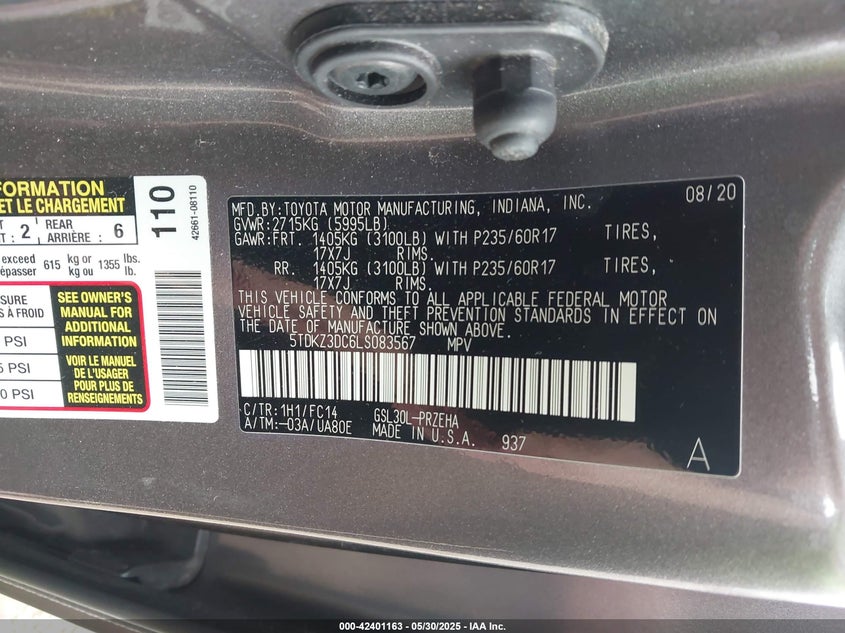 FORMATION
ET LE CHARGEMENT
2 REAR 6
ARRIÈRE :
exceed 615 kg or 1355 lbs.
kg ou lb.
À FROID
PSI
PSI
0 PSI
SEE OWNER'S
MANUAL FOR
ADDITIONAL
INFORMATION
VOIR LE MANUEL
DE L'USAGER
POUR PLUS DE
RENSEIGNEMENTS
110
42661-08110
MFD.BY:TOYOTA MOTOR MANUFACTURING, INDIANA, INC. 08/20
GVWR:2715KG (5995LB)
GAWR:FRT. 1405KG (3100LB) WITH P235/60R17 TIRES,
17X7J RIMS.
RR. 1405KG (3100LB) WITH P235/60R17 TIRES,
17X7J RIMS.
THIS VEHICLE CONFORMS TO ALL APPLICABLE FEDERAL MOTOR
VEHICLE SAFETY AND THEFT PREVENTION STANDARDS IN EFFECT ON
THE DATE OF MANUFACTURE SHOWN ABOVE.
5TDKZ3DC6LS083567 MPV
C/TR:1H1/FC14 GSL30L-PRZEHA
A/TM:-03A/UA80E MADE IN U.S.A. 937 A
000-42401163 — 05/30/2025 — IAA Inc.